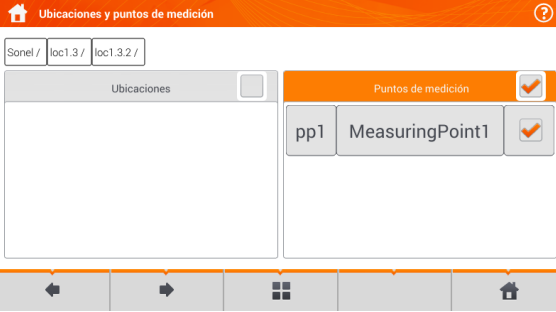 Ubicaciones y puntos de medición
Sonel / loc1.3 / loc1.3.2 /
Ubicaciones
Puntos de medición
pp1 MeasuringPoint1